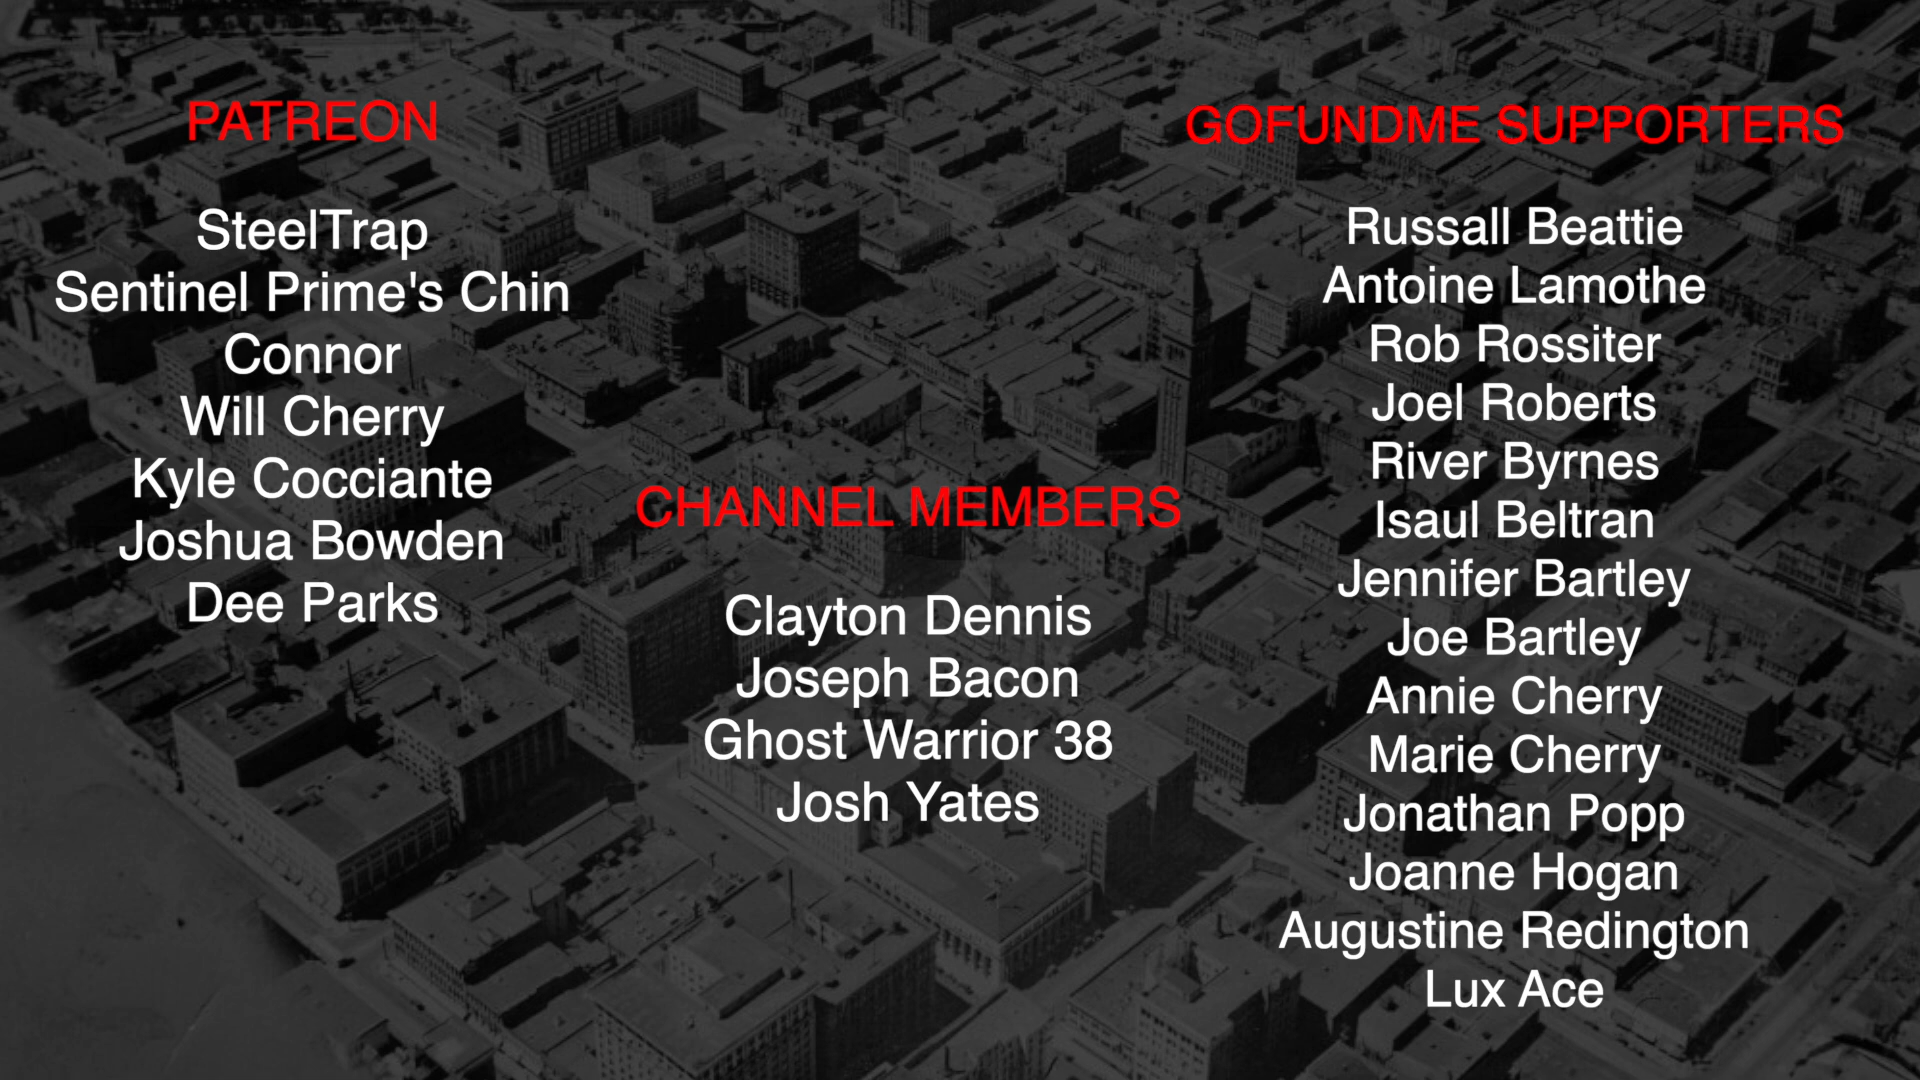 PATREON
SteelTrap
Sentinel Prime's Chin
Connor
Will Cherry
Kyle Cocciante
Joshua Bowden
Dee Parks
CHANNEL MEMBERS
Clayton Dennis
Joseph Bacon
Ghost Warrior 38
Josh Yates
GOFUNDME SUPPORTERS
Russall Beattie
Antoine Lamothe
Rob Rossiter
Joel Roberts
River Byrnes
Isaul Beltran
Jennifer Bartley
Joe Bartley
Annie Cherry
Marie Cherry
Jonathan Popp
Joanne Hogan
Augustine Redington
Lux Ace